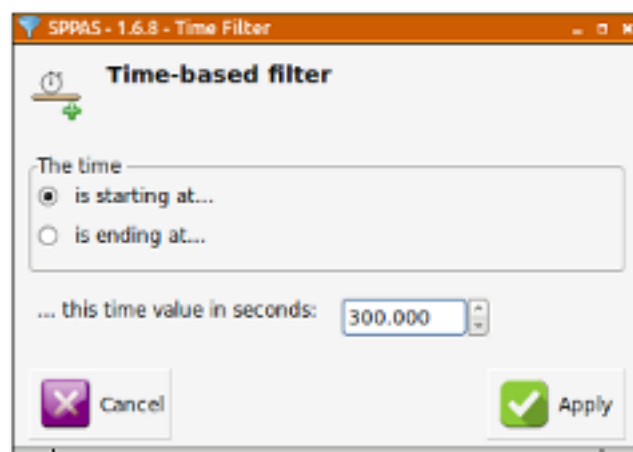 SPPAS - 1.6.8 - Time Filter
Time-based filter
The time
is starting at...
is ending at...
... this time value in seconds: 300.000
Cancel Apply